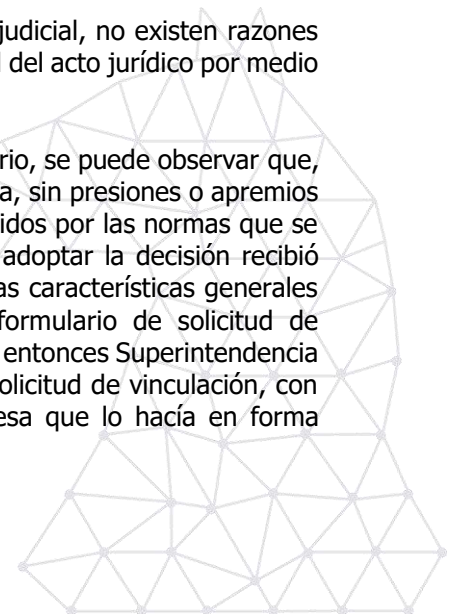 judicial, no existen razones
del acto jurídico por medio
rio, se puede observar que,
a, sin presiones o apremios
idos por las normas que se
adoptar la decisión recibió
as características generales
formulario de solicitud de
entonces Superintendencia
olicitud de vinculación, con
esa que lo hacía en forma